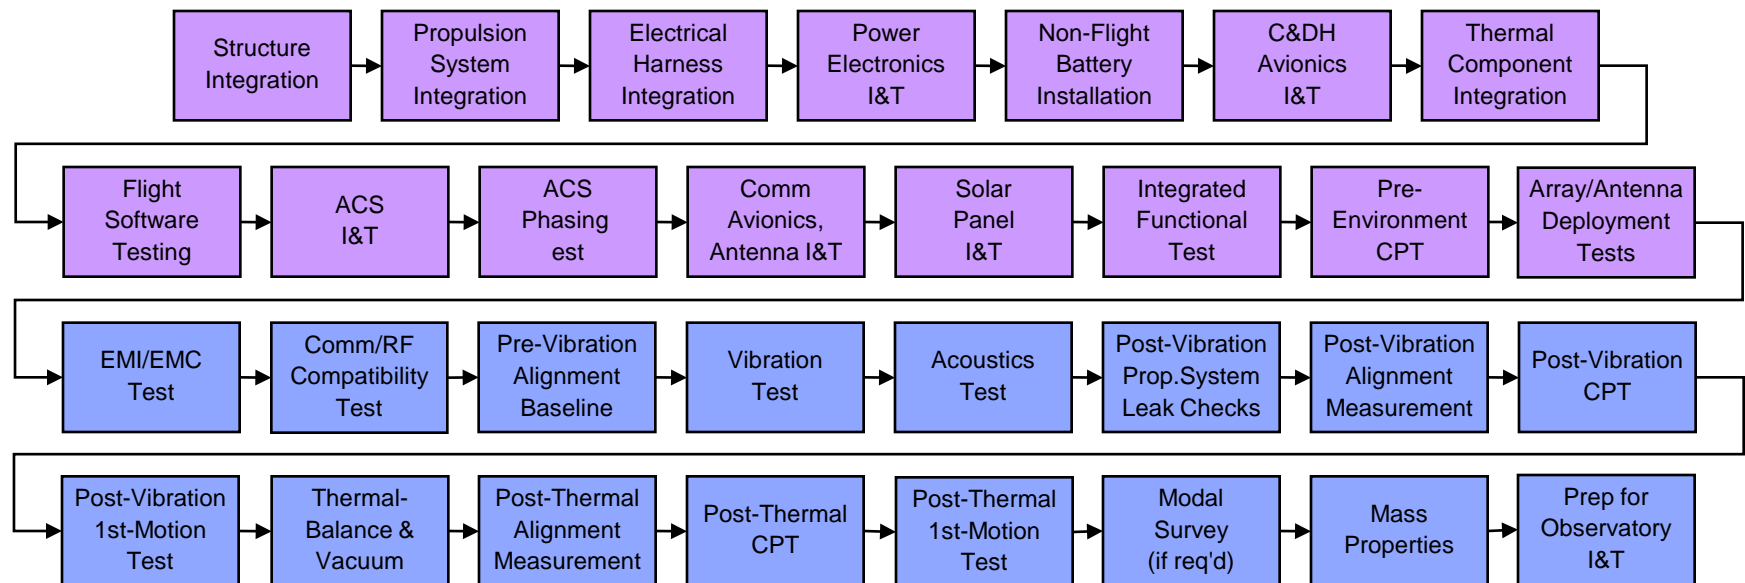 Structure
Integration
Propulsion
System
Integration
Electrical
Harness
Integration
Power
Electronics
I&T
Non-Flight
Battery
Installation
C&DH
Avionics
I&T
Thermal
Component
Integration
Flight
Software
Testing
ACS
I&T
ACS
Phasing
est
Comm
Avionics,
Antenna I&T
Solar
Panel
I&T
Integrated
Functional
Test
Pre-
Environment
CPT
Array/Antenna
Deployment
Tests
EMI/EMC
Test
Comm/RF
Compatibility
Test
Pre-Vibration
Alignment
Baseline
Vibration
Test
Acoustics
Test
Post-Vibration
Prop.System
Leak Checks
Post-Vibration
Alignment
Measurement
Post-Vibration
CPT
Post-Vibration
1st-Motion
Test
Thermal-
Balance &
Vacuum
Post-Thermal
Alignment
Measurement
Post-Thermal
CPT
Post-Thermal
1st-Motion
Test
Modal
Survey
(if req'd)
Mass
Properties
Prep for
Observatory
I&T